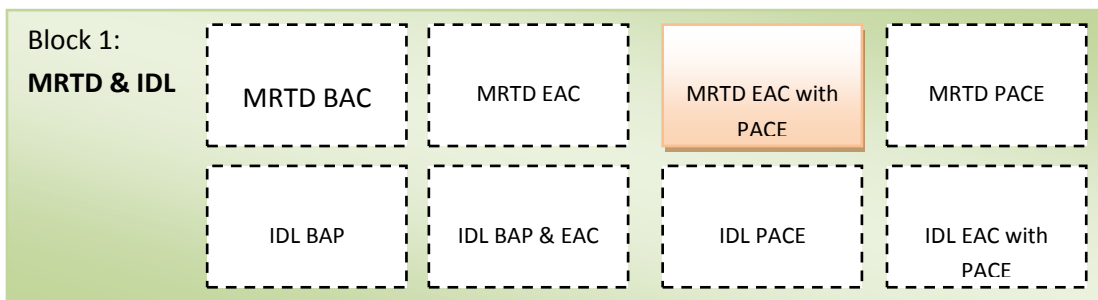 Block 1:
MRTD & IDL
MRTD BAC
MRTD EAC
MRTD EAC with
PACE
MRTD PACE
IDL BAP
IDL BAP & EAC
IDL PACE
IDL EAC with
PACE